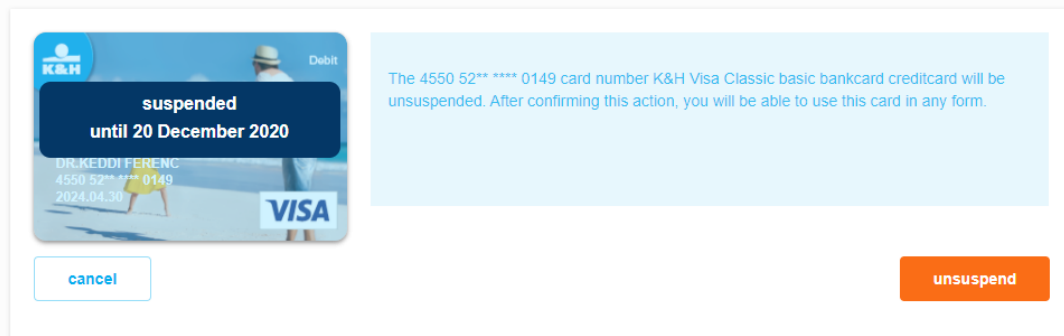 K&H
Debit
suspended
until 20 December 2020
DR.KEDDI FERENC
4550 52** **** 0149
2024.04.30
VISA
The 4550 52** **** 0149 card number K&H Visa Classic basic bankcard creditcard will be
unsuspended. After confirming this action, you will be able to use this card in any form.
cancel
unsuspend